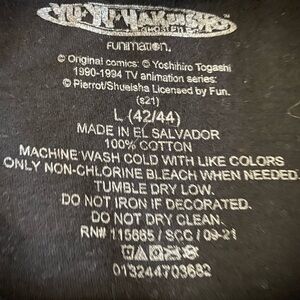 YU YU HAKUSHO
GHOSTFILES
FUNIMATION.
© Original comics: © Yoshihiro Togashi
1990-1994 TV animation series:
© Pierrot/Shueisha Licensed by Fun.
(s21)
L (42/44)
MADE IN EL SALVADOR
100% COTTON
MACHINE WASH COLD WITH LIKE COLORS
ONLY NON-CHLORINE BLEACH WHEN NEEDED.
TUMBLE DRY LOW.
DO NOT IRON IF DECORATED.
DO NOT DRY CLEAN.
RN# 115885 / SCC / 09-21
013244703682